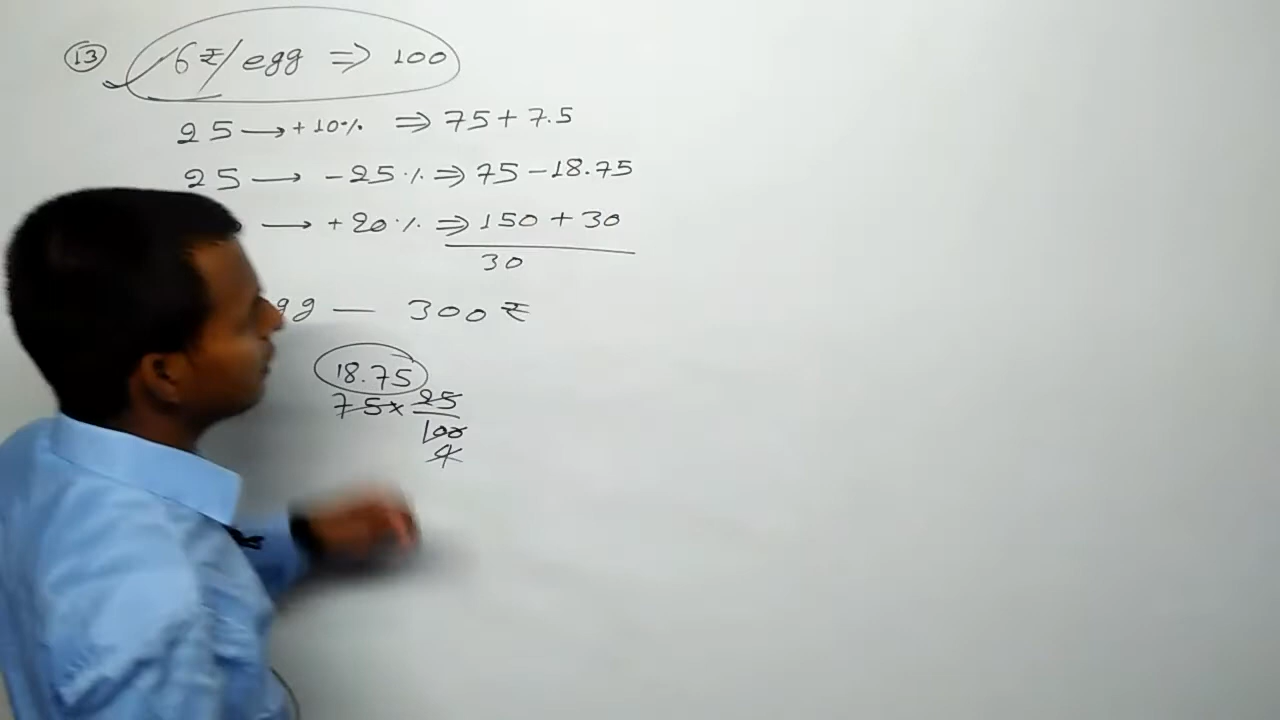 13 6₹/egg ⇒ 100
25 → +10% ⇒ 75 + 7.5
25 → -25% ⇒ 75 - 18.75
→ +20% ⇒ 150 + 30
30
gg — 300 ₹
18.75
75 × 25
100
4